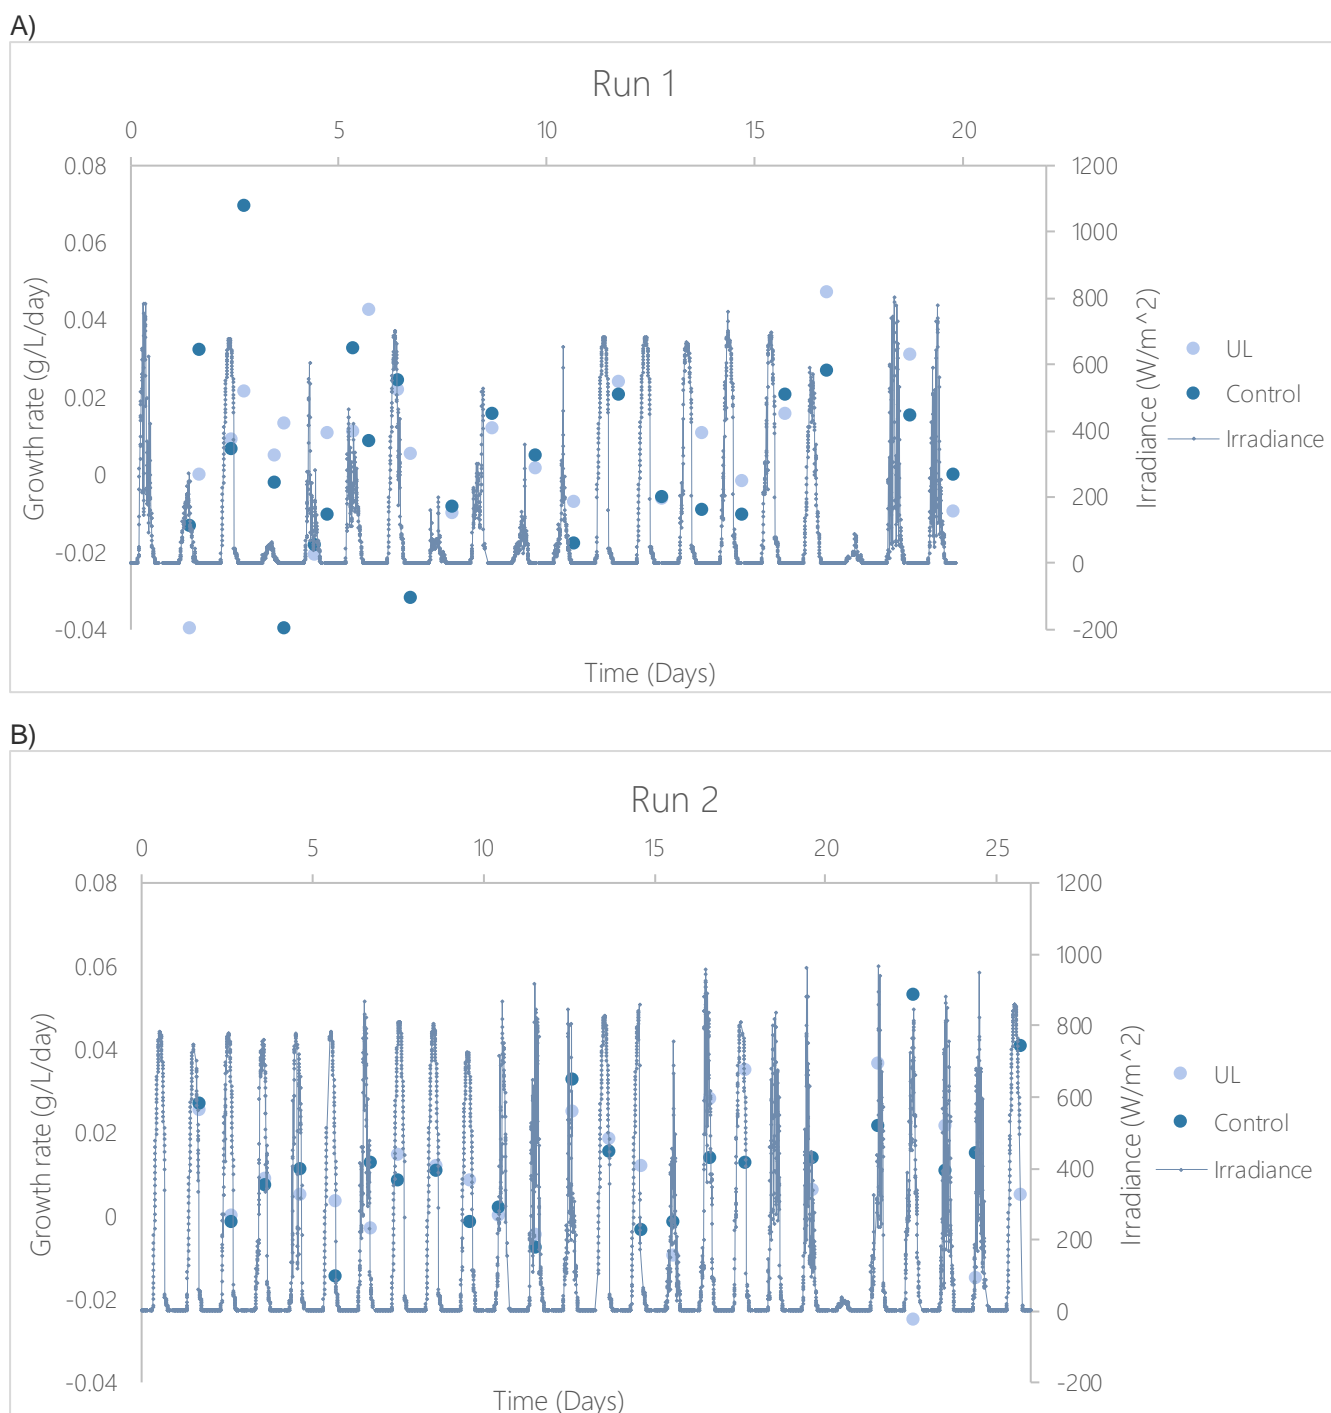 A)
Run 1
0 5 10 15 20
0.08 1200
1000
0.06
800
0.04
600
0.02
400
0
200
-0.02 0
-0.04 -200
Growth rate (g/L/day)
Irradiance (W/m^2)
Time (Days)
UL
Control
Irradiance
B)
Run 2
0 5 10 15 20 25
0.08 1200
0.06 1000
800
0.04
600
0.02
400
0
200
-0.02 0
-0.04 -200
Growth rate (g/L/day)
Irradiance (W/m^2)
Time (Days)
UL
Control
Irradiance